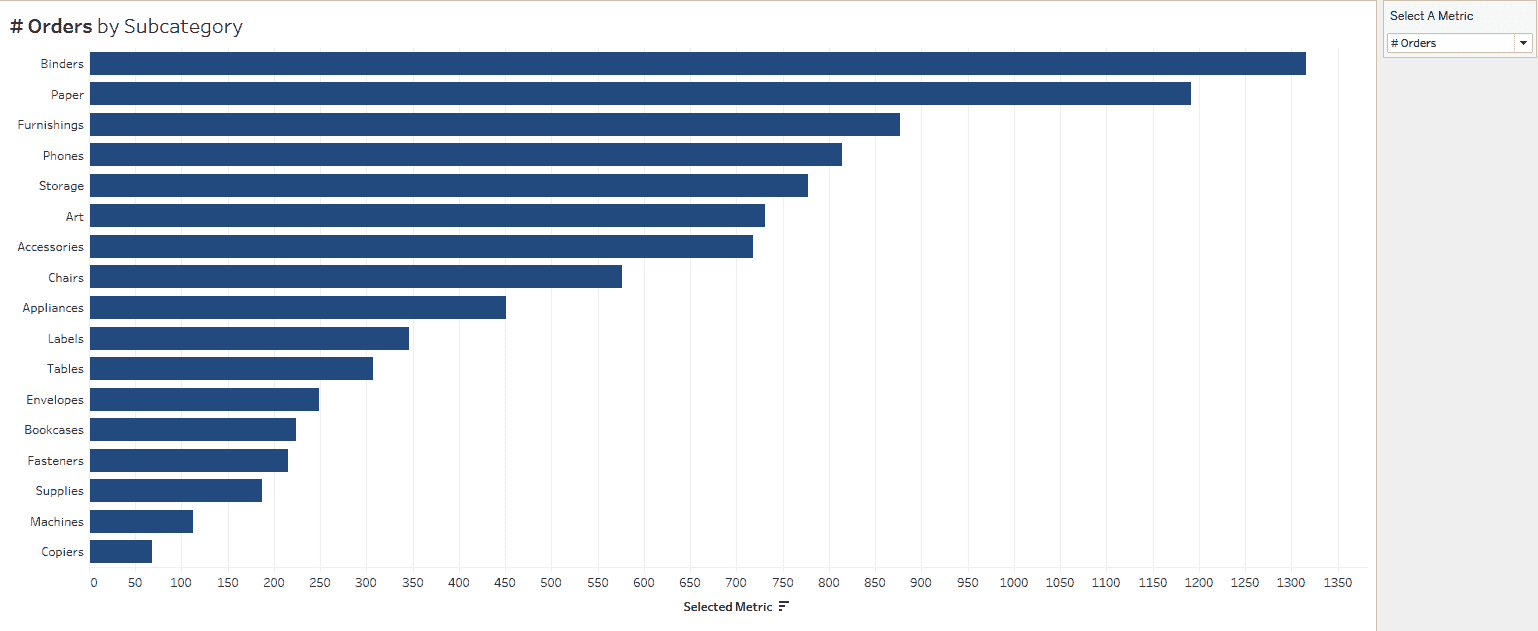 # Orders by Subcategory
Select A Metric
# Orders
Binders
Paper
Furnishings
Phones
Storage
Art
Accessories
Chairs
Appliances
Labels
Tables
Envelopes
Bookcases
Fasteners
Supplies
Machines
Copiers
0 50 100 150 200 250 300 350 400 450 500 550 600 650 700 750 800 850 900 950 1000 1050 1100 1150 1200 1250 1300 1350
Selected Metric